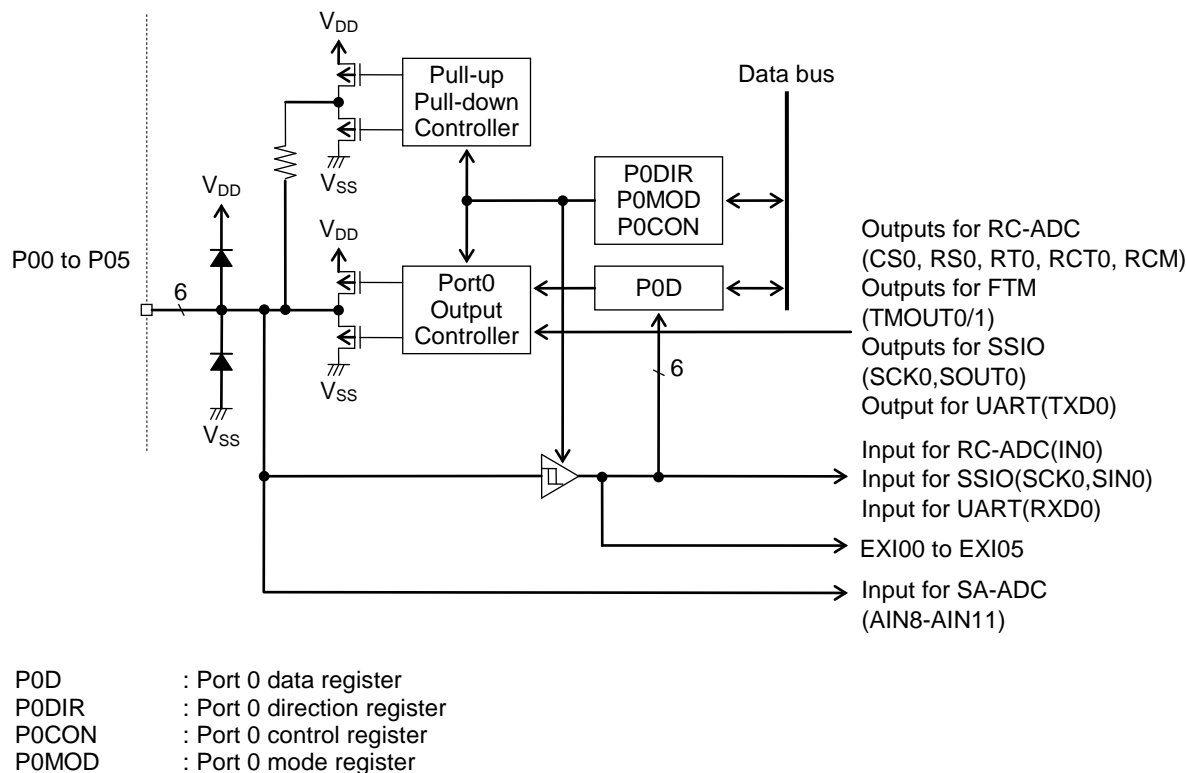 VDD
Pull-up
Pull-down
Controller
Data bus
VSS
P0DIR
P0MOD
P0CON
VDD
VDD
P00 to P05
6
Port0
Output
Controller
P0D
Outputs for RC-ADC
(CS0, RS0, RT0, RCT0, RCM)
Outputs for FTM
(TMOUT0/1)
Outputs for SSIO
(SCK0,SOUT0)
Output for UART(TXD0)
6
VSS
VSS
Input for RC-ADC(IN0)
Input for SSIO(SCK0,SIN0)
Input for UART(RXD0)
EXI00 to EXI05
Input for SA-ADC
(AIN8-AIN11)
P0D : Port 0 data register
P0DIR : Port 0 direction register
P0CON : Port 0 control register
P0MOD : Port 0 mode register